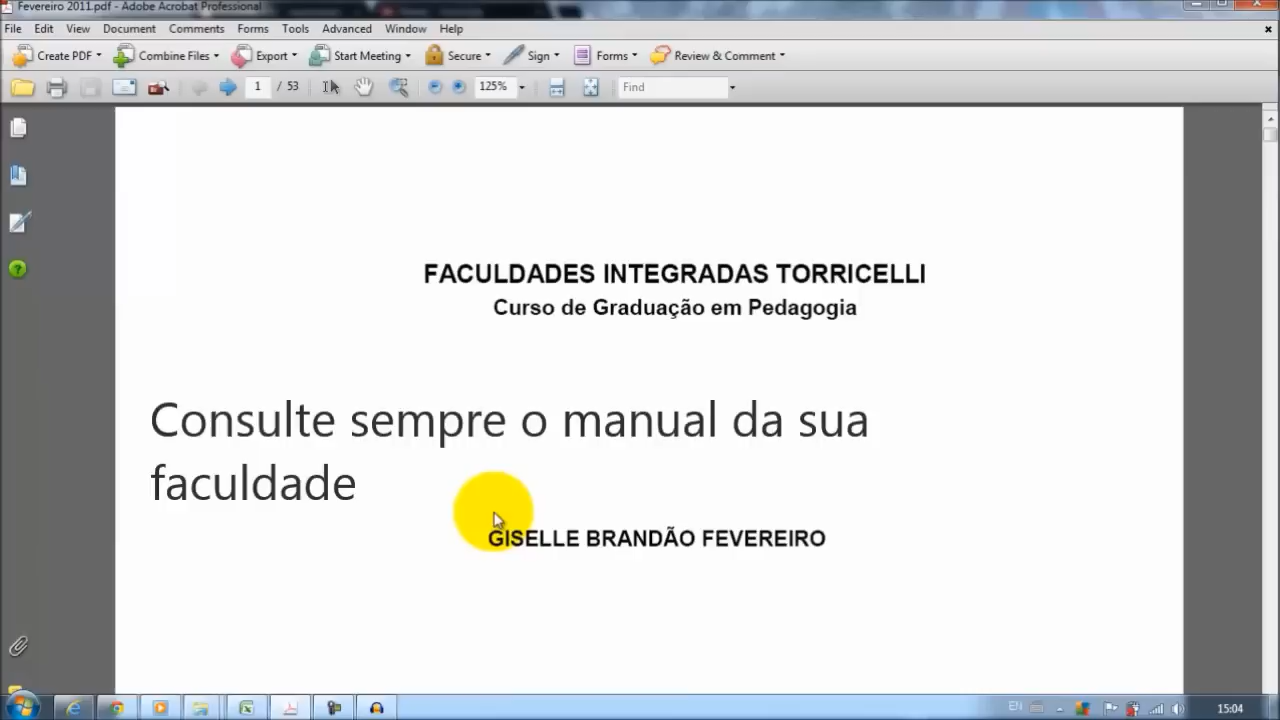 Fevereiro 2011.pdf - Adobe Acrobat Professional
File Edit View Document Comments Forms Tools Advanced Window Help
Create PDF Combine Files Export Start Meeting Secure Sign Forms Review & Comment
1 / 53 125% Find
FACULDADES INTEGRADAS TORRICELLI
Curso de Graduação em Pedagogia
Consulte sempre o manual da sua
faculdade
GISELLE BRANDÃO FEVEREIRO
EN 15:04